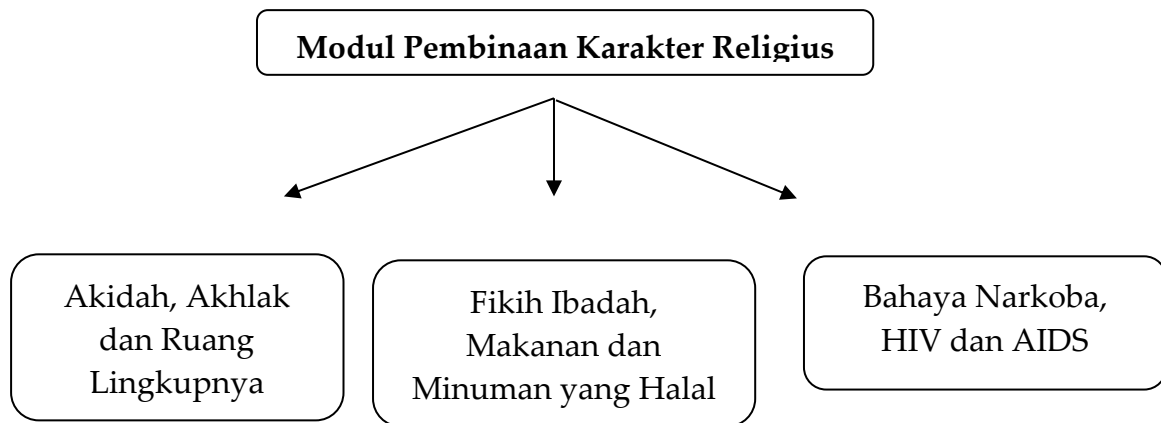 Modul Pembinaan Karakter Religius
Akidah, Akhlak
dan Ruang
Lingkupnya
Fikih Ibadah,
Makanan dan
Minuman yang Halal
Bahaya Narkoba,
HIV dan AIDS